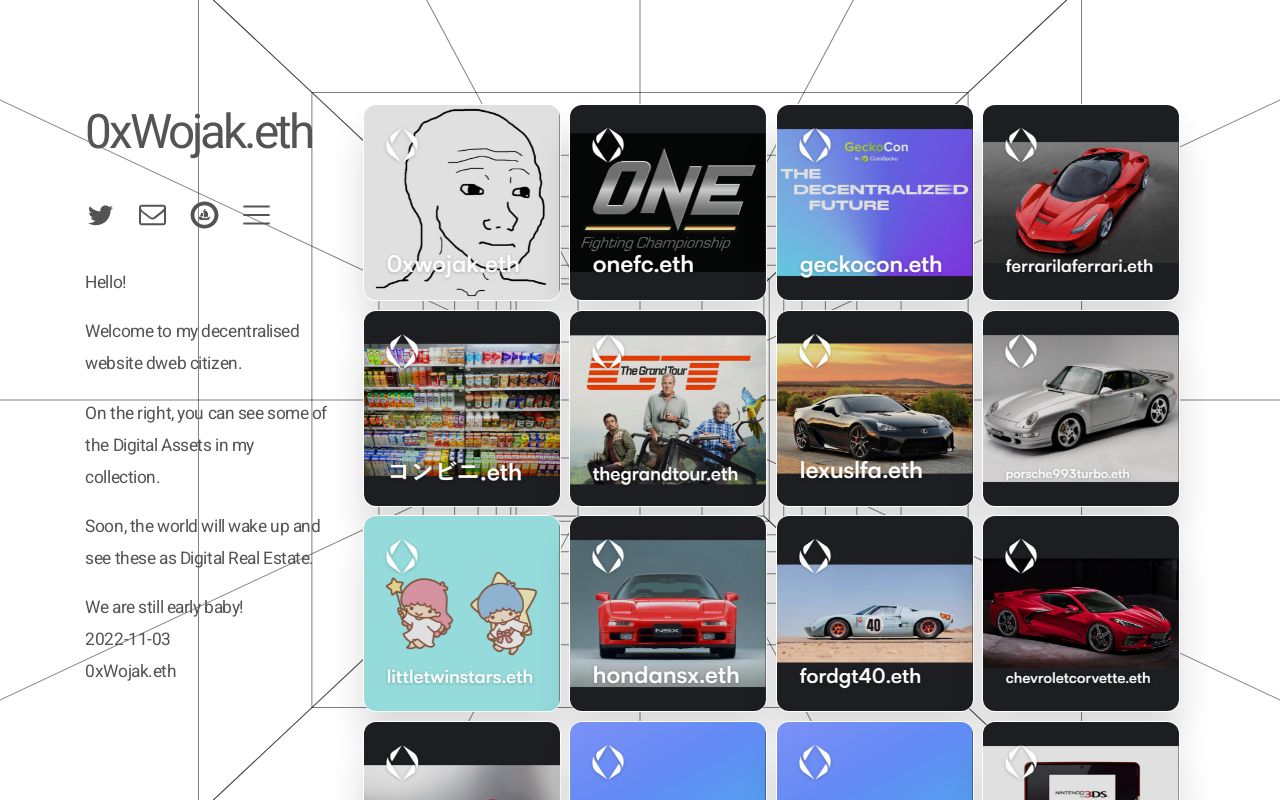 0xWojak.eth
Hello!
Welcome to my decentralised
website dweb citizen.
On the right, you can see some of
the Digital Assets in my
collection.
Soon, the world will wake up and
see these as Digital Real Estate.
We are still early baby!
2022-11-03
0xWojak.eth
0xwojak.eth
ONE
Fighting Championship
onefc.eth
GeckoCon
By CoinGecko
THE
DECENTRALIZED
FUTURE
geckocon.eth
ferrarilaferrari.eth
コンビニ.eth
The Grand Tour
thegrandtour.eth
lexuslfa.eth
porsche993turbo.eth
littletwinstars.eth
NSX
hondansx.eth
40
fordgt40.eth
chevroletcorvette.eth
NINTENDO 3DS